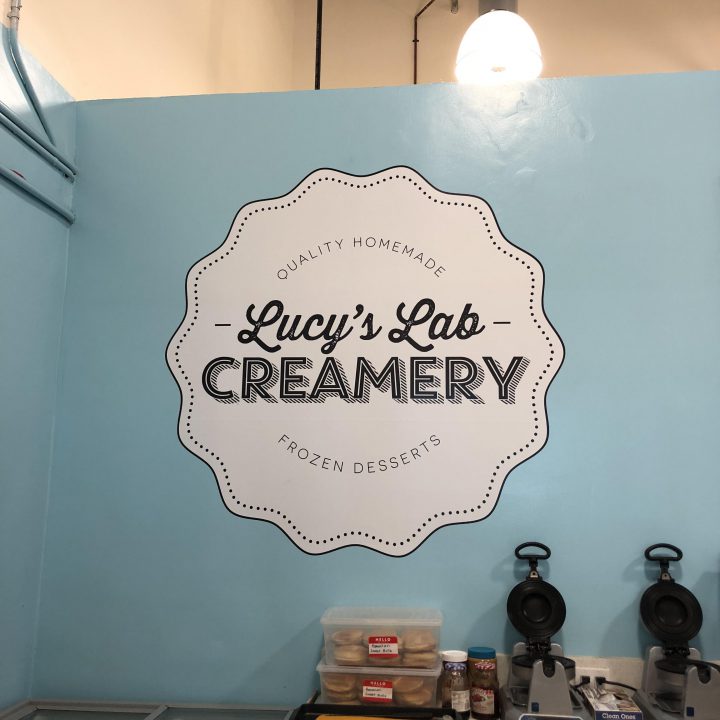 QUALITY HOMEMADE
Lucy's Lab
CREAMERY
FROZEN DESSERTS
HELLO
HELLO
Clean Ones